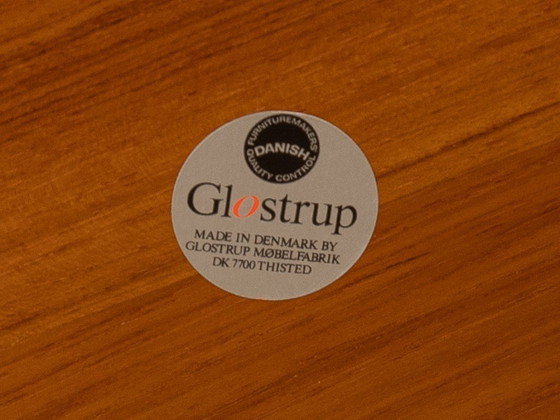 FURNITUREMAKERS'
DANISH
QUALITY CONTROL
Glostrup
MADE IN DENMARK BY
GLOSTRUP MØBELFABRIK
DK 7700 THISTED